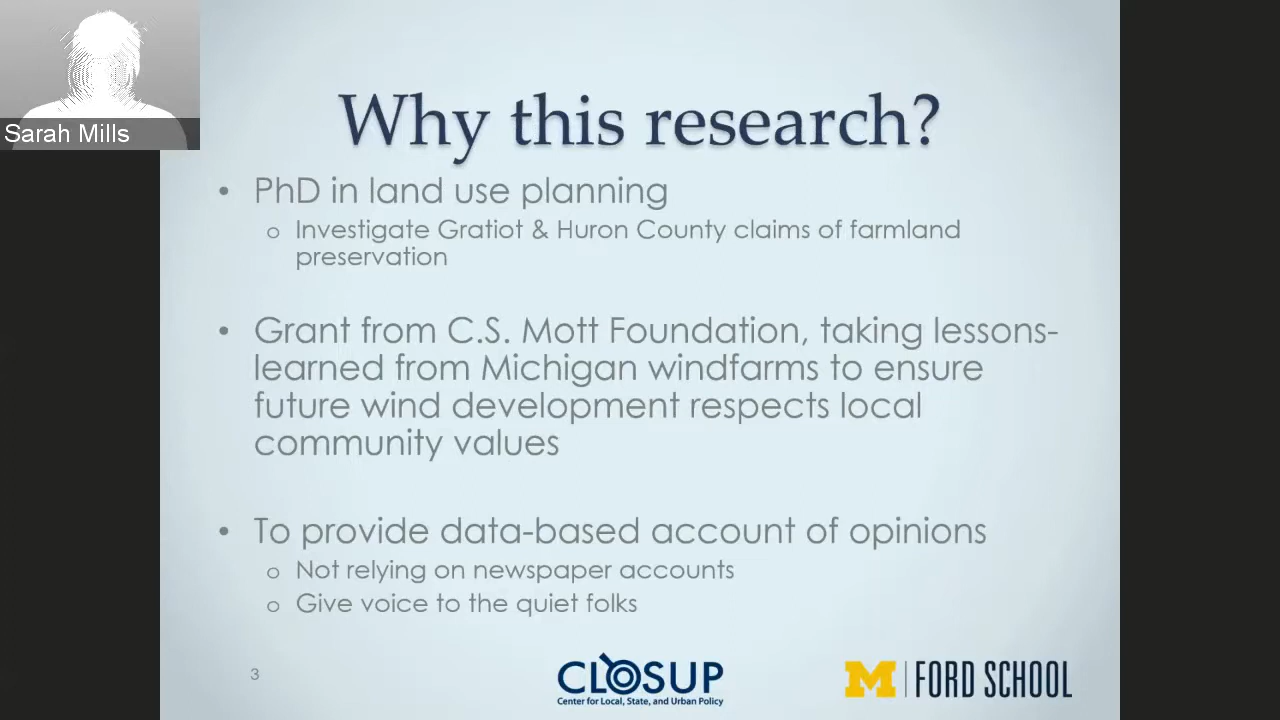 Sarah Mills
Why this research?
• PhD in land use planning
o Investigate Gratiot & Huron County claims of farmland
preservation
• Grant from C.S. Mott Foundation, taking lessons-
learned from Michigan windfarms to ensure
future wind development respects local
community values
• To provide data-based account of opinions
o Not relying on newspaper accounts
o Give voice to the quiet folks
3
CLOSUP
Center for Local, State, and Urban Policy
M | FORD SCHOOL